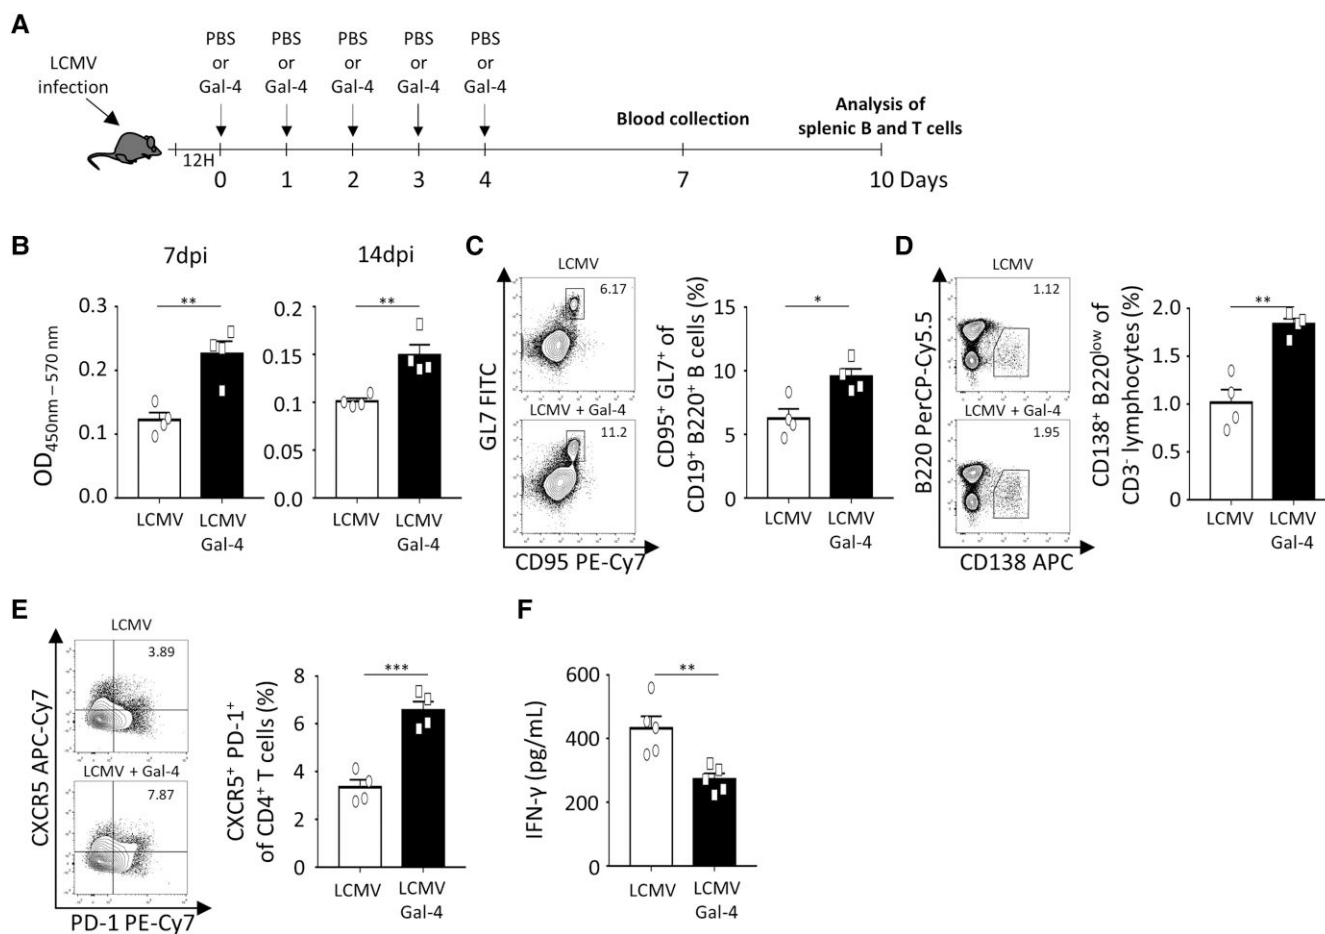 A
LCMV
infection
PBS
or
Gal-4
PBS
or
Gal-4
PBS
or
Gal-4
PBS
or
Gal-4
PBS
or
Gal-4
Blood collection
Analysis of
splenic B and T cells
12H
0 1 2 3 4 7 10 Days
B
7dpi
14dpi
OD450nm – 570 nm
0.3
0.2
0.1
0.0
LCMV
LCMV
Gal-4
**
0.2
0.15
0.1
0.05
0.0
LCMV
LCMV
Gal-4
**
C
LCMV
6.17
LCMV + Gal-4
11.2
GL7 FITC
CD95 PE-Cy7
CD95+ GL7+ of
CD19+ B220+ B cells (%)
15
10
5
0
*
LCMV
LCMV
Gal-4
D
LCMV
1.12
LCMV + Gal-4
1.95
B220 PerCP-Cy5.5
CD138 APC
CD138+ B220low of
CD3- lymphocytes (%)
2.0
1.5
1.0
0.5
0
**
LCMV
LCMV
Gal-4
E
LCMV
3.89
LCMV + Gal-4
7.87
CXCR5 APC-Cy7
PD-1 PE-Cy7
CXCR5+ PD-1+
of CD4+ T cells (%)
8
6
4
2
0
***
LCMV
LCMV
Gal-4
F
IFN-γ (pg/mL)
600
400
200
0
**
LCMV
LCMV
Gal-4